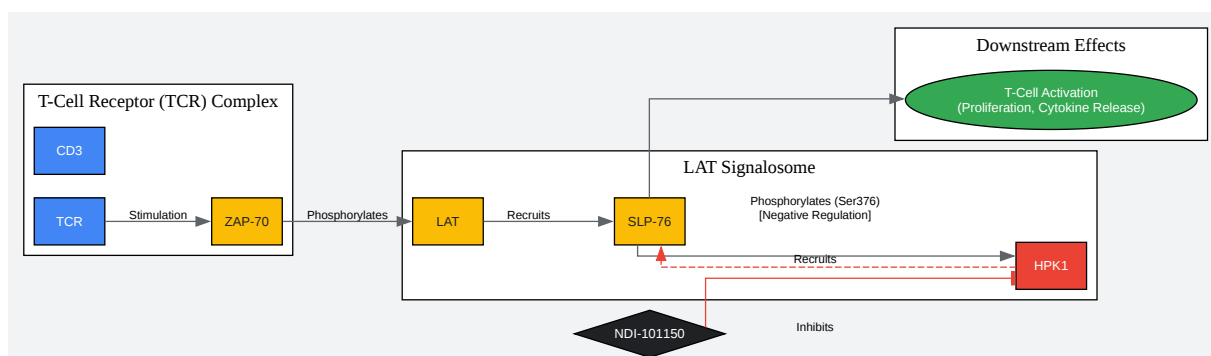 Downstream Effects
T-Cell Activation
(Proliferation, Cytokine Release)
T-Cell Receptor (TCR) Complex
CD3
TCR
Stimulation
ZAP-70
Phosphorylates
LAT Signalosome
LAT
Recruits
SLP-76
Phosphorylates (Ser376)
[Negative Regulation]
Recruits
HPK1
NDI-101150
Inhibits